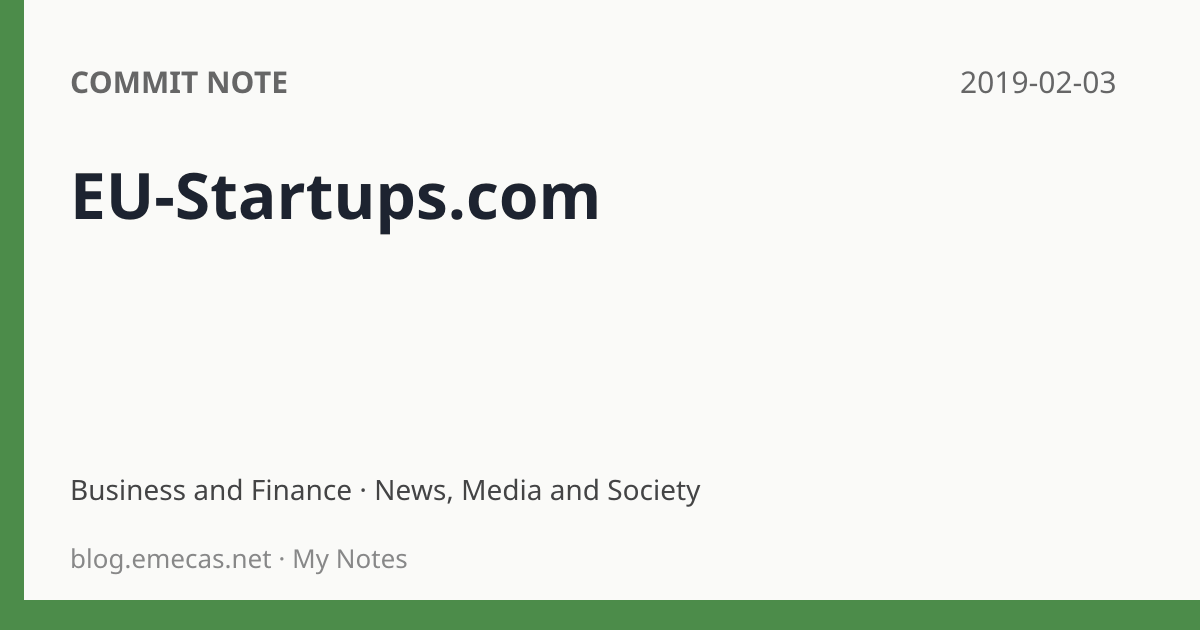 COMMIT NOTE 2019-02-03
EU-Startups.com
Business and Finance · News, Media and Society
blog.emecas.net · My Notes